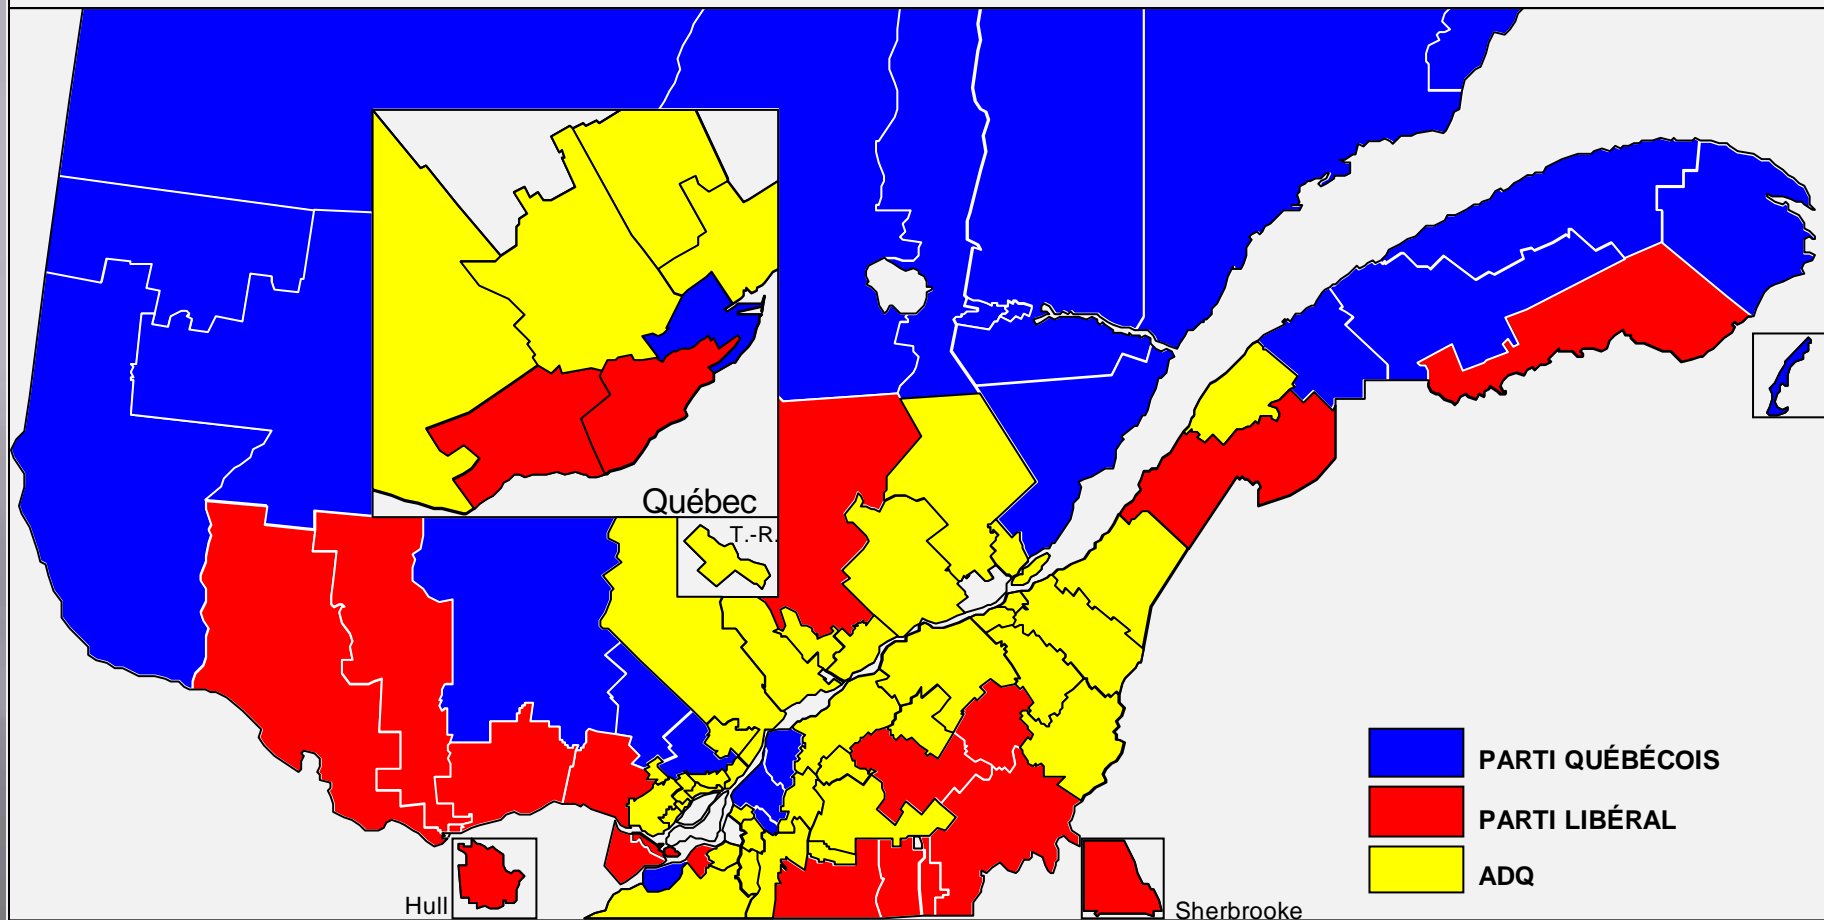 Québec
T.-R.
PARTI QUÉBÉCOIS
PARTI LIBÉRAL
ADQ
Hull
Sherbrooke